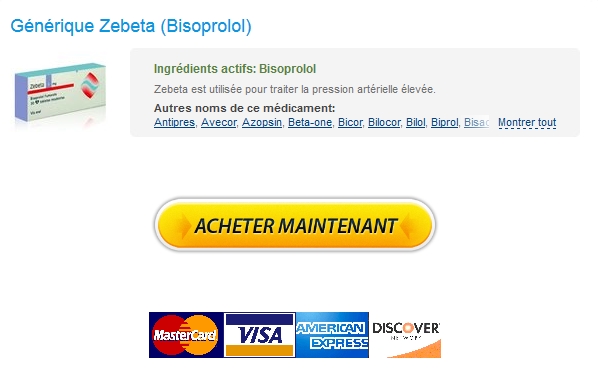 Générique Zebeta (Bisoprolol)
Ingrédients actifs: Bisoprolol
Zebeta est utilisée pour traiter la pression artérielle élevée.
Autres noms de ce médicament:
Antipres, Avecor, Azopsin, Beta-one, Bicor, Bilocor, Bilol, Biprol, Bisac Montrer tout
Zebeta
ACHETER MAINTENANT
MasterCard VISA AMERICAN EXPRESS DISCOVER NETWORK